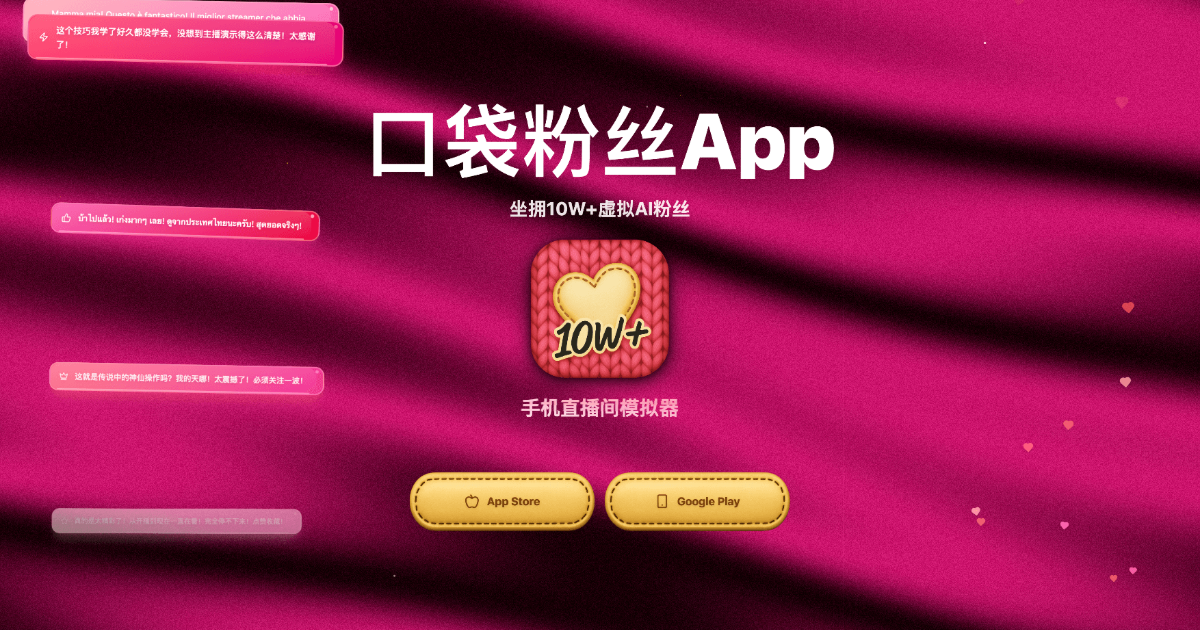 Mamma mia! Questo è fantastico! Il miglior streamer che abbia
这个技巧我学了好久都没学会，没想到主播演示得这么清楚！太感谢
了！
口袋粉丝App
坐拥10W+虚拟AI粉丝
น้าไปแล้ว! เก่งมากๆ เลย! ดูจากประเทศไทยนะครับ! สุดยอดจริงๆ!
10W+
这就是传说中的神仙操作吗？我的天哪！太震撼了！必须关注一波！
手机直播间模拟器
App Store
Google Play